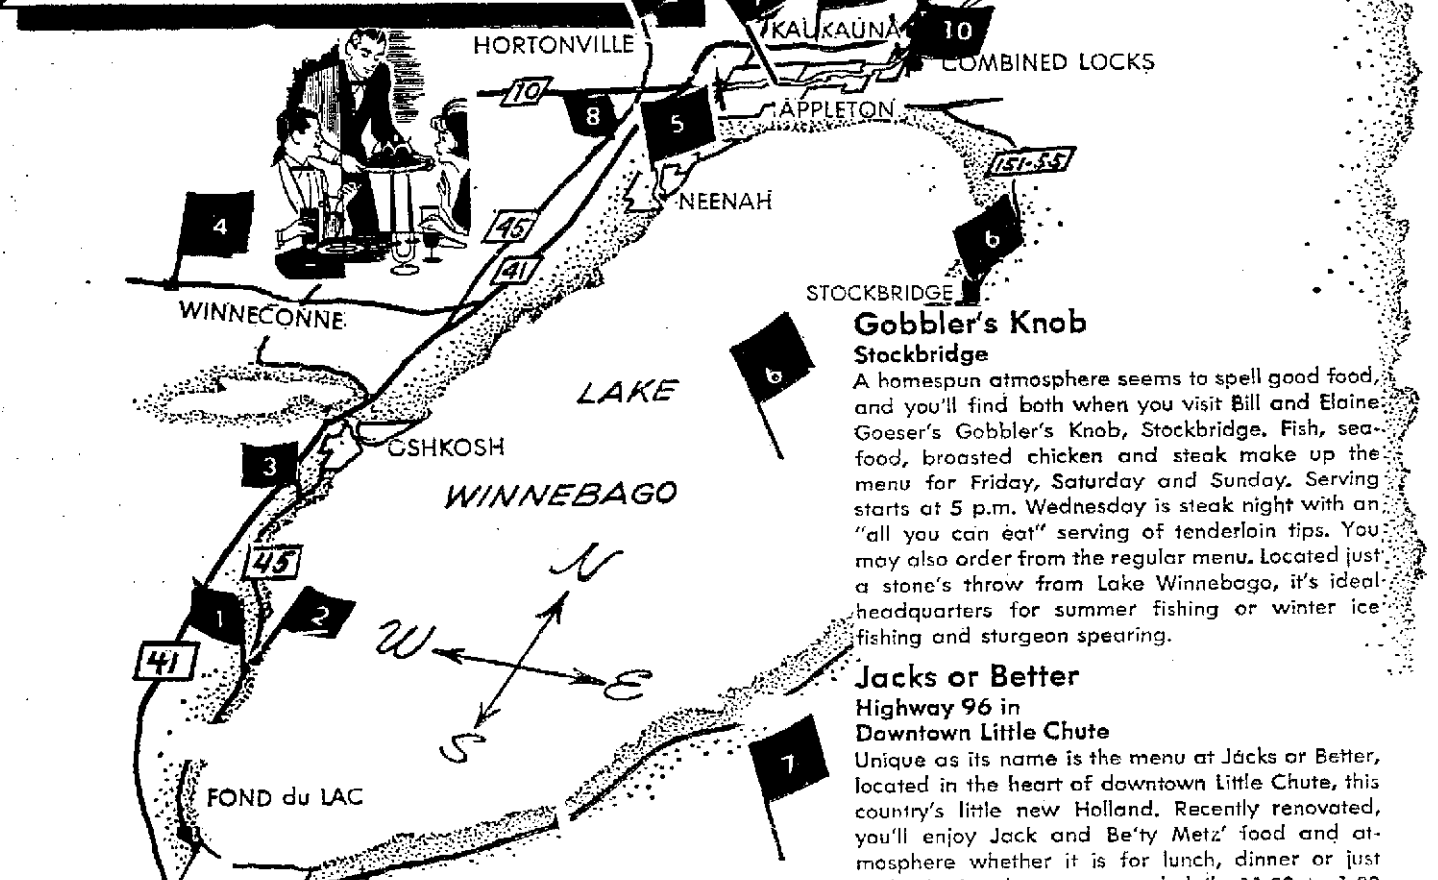 HORTONVILLE
KAUKAUNA
10
COMBINED LOCKS
10
8
5
APPLETON
151-55
NEENAH
4
45
41
6
STOCKBRIDGE
WINNECONNE
6
LAKE
OSHKOSH
3
WINNEBAGO
45
N
1
2
W
E
41
S
7
FOND du LAC
Gobbler's Knob
Stockbridge
A homespun atmosphere seems to spell good food,
and you'll find both when you visit Bill and Elaine
Goeser's Gobbler's Knob, Stockbridge. Fish, sea-
food, broasted chicken and steak make up the
menu for Friday, Saturday and Sunday. Serving
starts at 5 p.m. Wednesday is steak night with an
"all you can eat" serving of tenderloin tips. You
may also order from the regular menu. Located just
a stone's throw from Lake Winnebago, it's ideal
headquarters for summer fishing or winter ice
fishing and sturgeon spearing.
Jacks or Better
Highway 96 in
Downtown Little Chute
Unique as its name is the menu at Jacks or Better,
located in the heart of downtown Little Chute, this
country's little new Holland. Recently renovated,
you'll enjoy Jack and Be'ty Metz' food and at-
mosphere whether it is for lunch, dinner or just